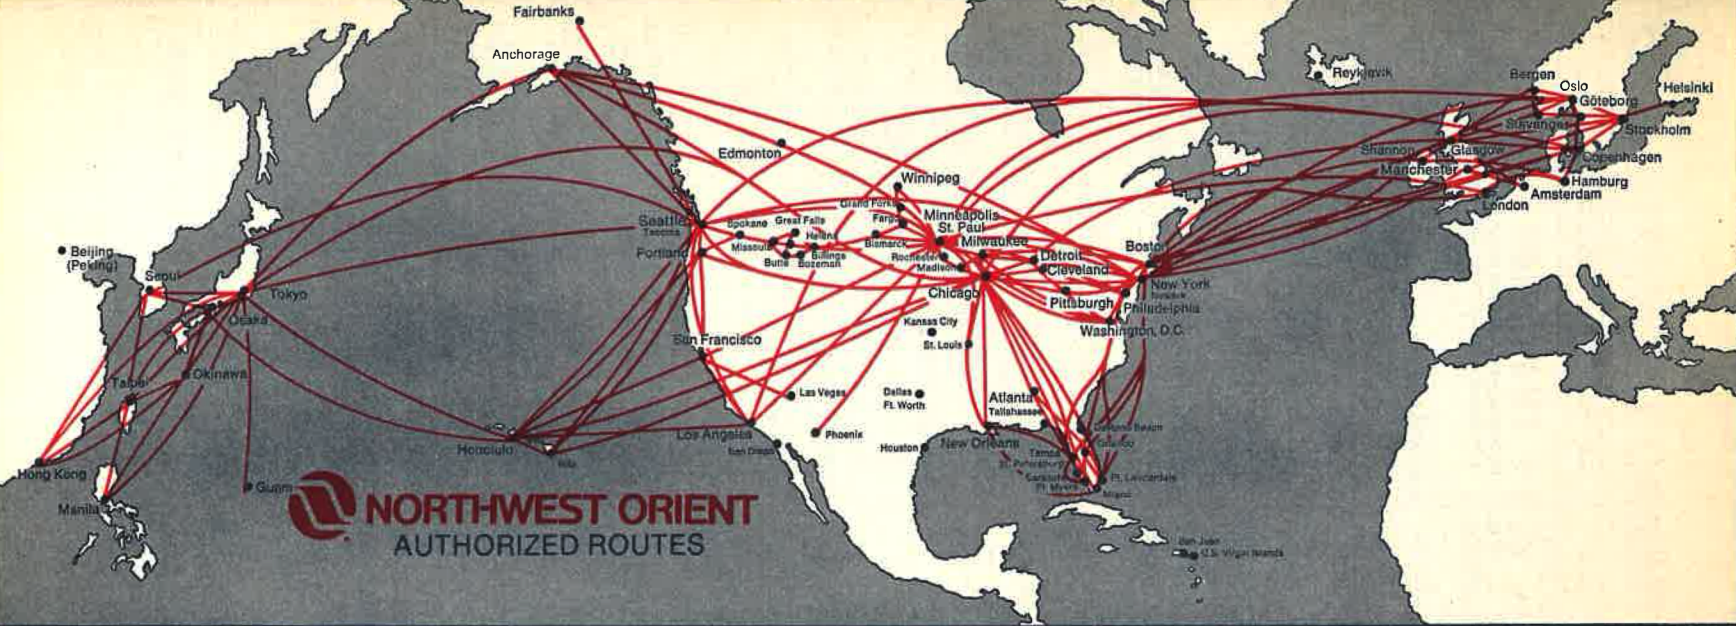 Fairbanks
Anchorage
Reykjavik
Bergen
Oslo
Göteborg
Helsinki
Stavanger
Stockholm
Shannon
Glasgow
Copenhagen
Manchester
Hamburg
Amsterdam
London
Edmonton
Winnipeg
Grand Forks
Fargo
Minneapolis
St. Paul
Seattle
Tacoma
Spokane
Great Falls
Helena
Missoula
Billings
Butte
Bozeman
Bismarck
Milwaukee
Rochester
Madison
Detroit
Cleveland
Boston
Portland
Beijing
(Peking)
Seoul
Tokyo
Osaka
Chicago
Pittsburgh
New York
Newark
Philadelphia
Washington, D.C.
Kansas City
St. Louis
San Francisco
Taipei
Okinawa
Las Vegas
Dallas
Ft. Worth
Atlanta
Tallahassee
Phoenix
Los Angeles
San Diego
Houston
New Orleans
Daytona Beach
Orlando
Tampa
St. Petersburg
Sarasota
Ft. Myers
Ft. Lauderdale
Miami
Honolulu
Hilo
Hong Kong
Guam
Manila
NORTHWEST ORIENT
AUTHORIZED ROUTES
San Juan
U.S. Virgin Islands